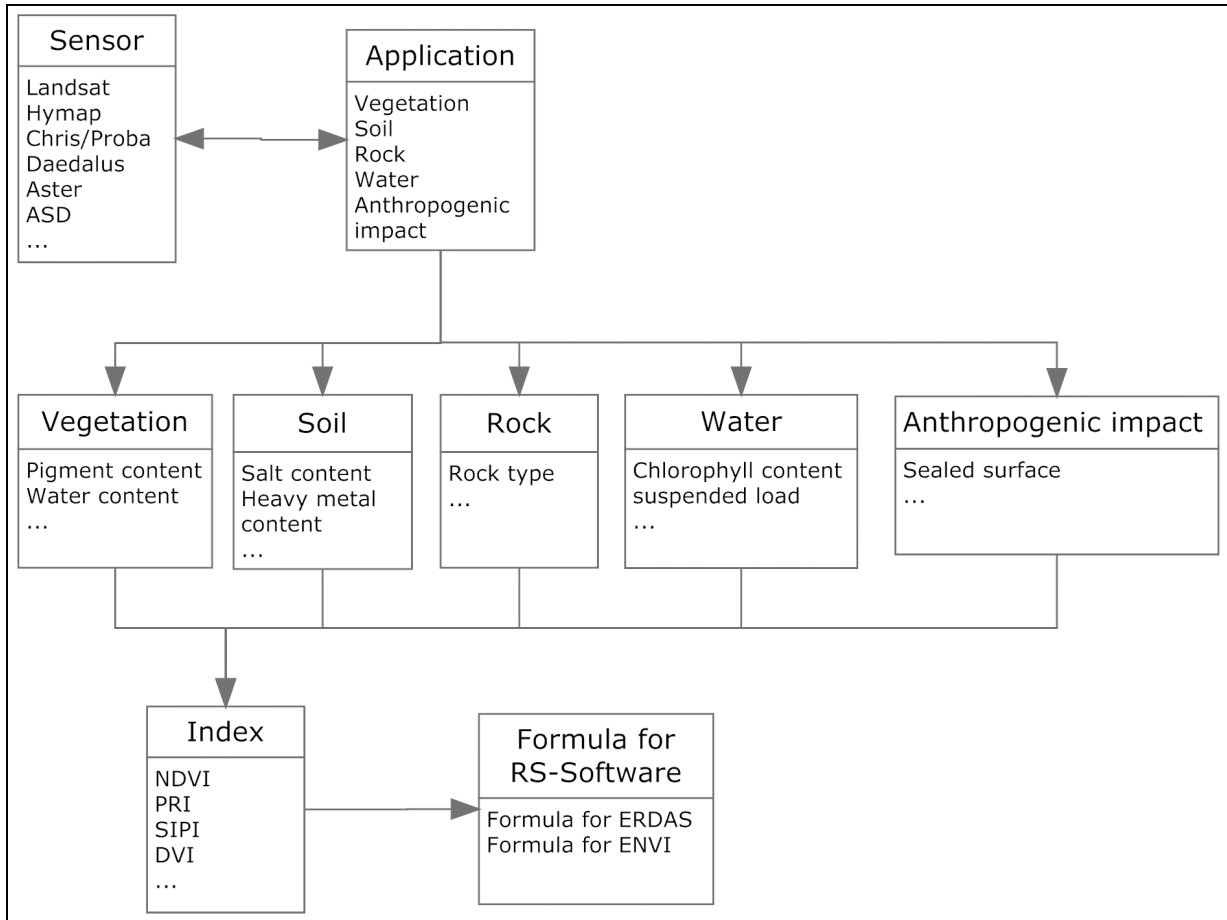 Sensor
Landsat
Hymap
Chris/Proba
Daedalus
Aster
ASD
...
Application
Vegetation
Soil
Rock
Water
Anthropogenic
impact
Vegetation
Pigment content
Water content
...
Soil
Salt content
Heavy metal
content
...
Rock
Rock type
...
Water
Chlorophyll content
suspended load
...
Anthropogenic impact
Sealed surface
...
Index
NDVI
PRI
SIPI
DVI
...
Formula for
RS-Software
Formula for ERDAS
Formula for ENVI